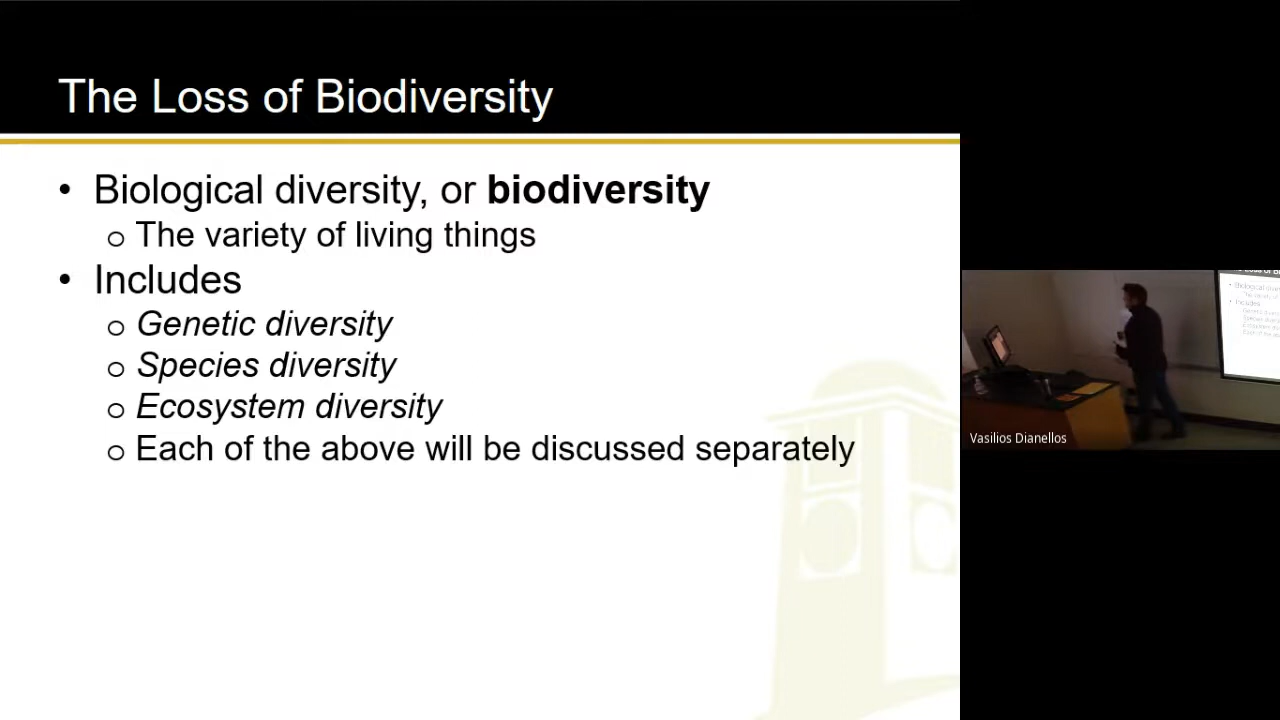 The Loss of Biodiversity
• Biological diversity, or biodiversity
o The variety of living things
• Includes
o Genetic diversity
o Species diversity
o Ecosystem diversity
o Each of the above will be discussed separately
Vasilios Dianellos